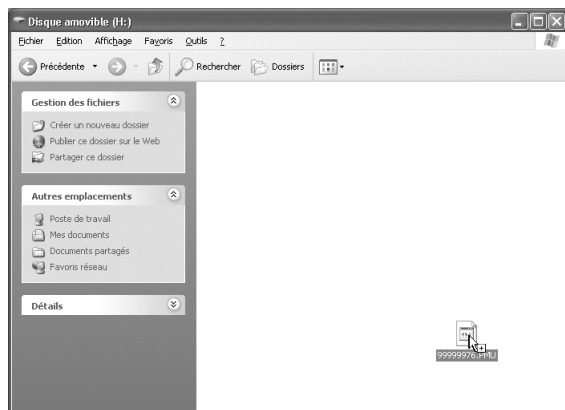 Disque amovible (H:)
Fichier Edition Affichage Favoris Outils ?
Précédente Rechercher Dossiers
Gestion des fichiers
Créer un nouveau dossier
Publier ce dossier sur le Web
Partager ce dossier
Autres emplacements
Poste de travail
Mes documents
Documents partagés
Favoris réseau
Détails
99999976.PMU